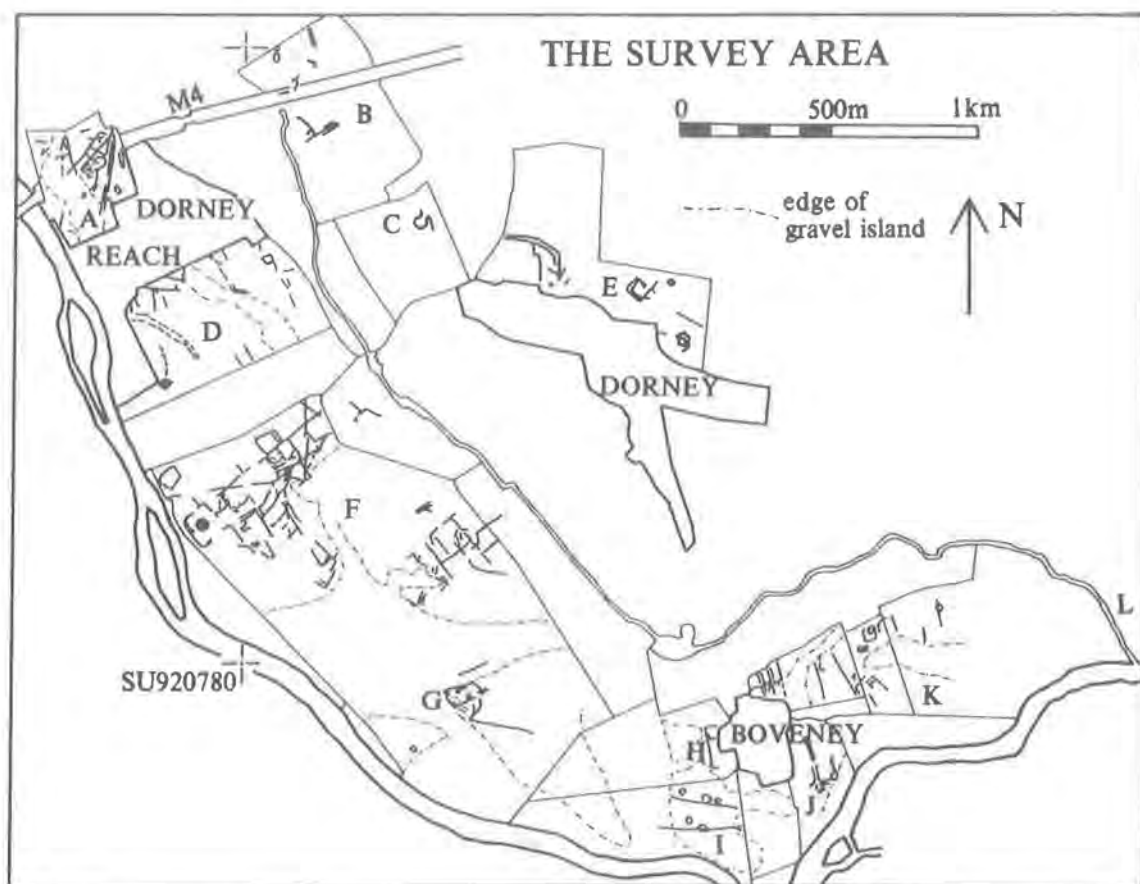 THE SURVEY AREA
0 500m 1km
M4
B
A
DORNEY
REACH
C
edge of
gravel island
N
D
E
DORNEY
F
L
SU920780
G
K
H
BOVENEY
J
I